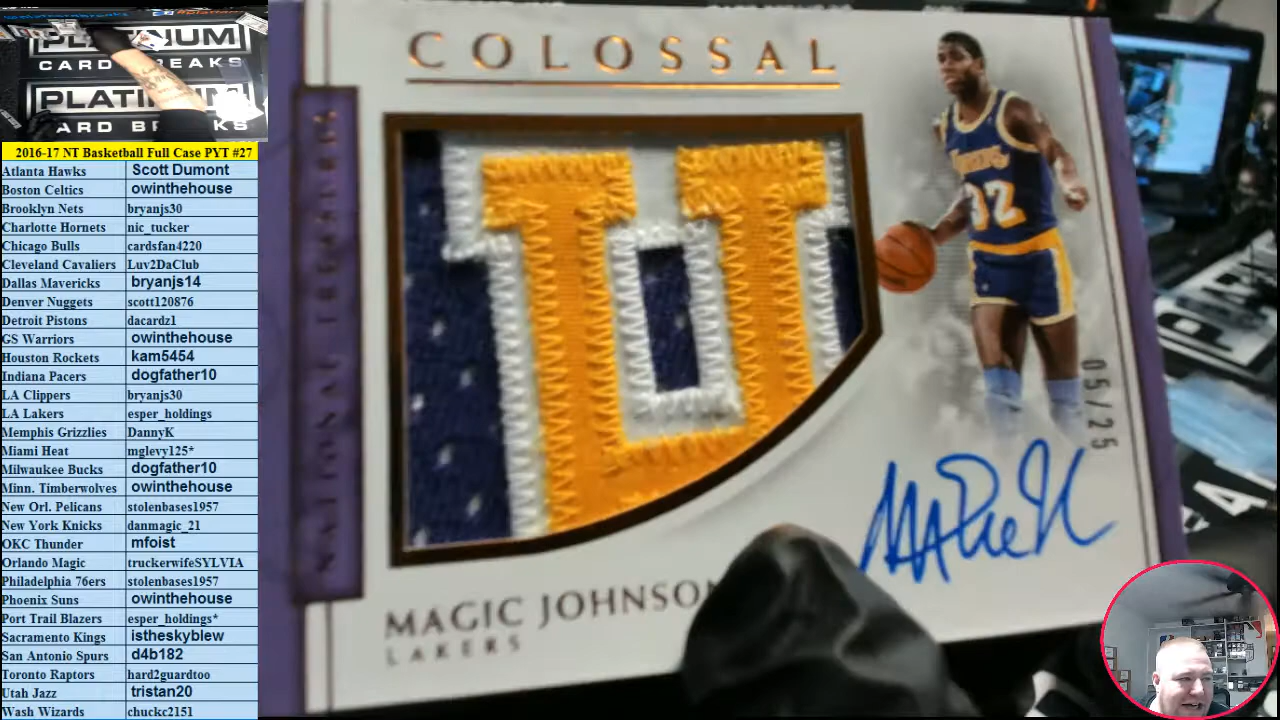 PLATINUM
CARD BREAKS
PLATI M
ARD BR KS
2016-17 NT Basketball Full Case PYT #27
Atlanta Hawks Scott Dumont
Boston Celtics owinthehouse
Brooklyn Nets bryanjs30
Charlotte Hornets nic_tucker
Chicago Bulls cardsfan4220
Cleveland Cavaliers Luv2DaClub
Dallas Mavericks bryanjs14
Denver Nuggets scott120876
Detroit Pistons dacardz1
GS Warriors owinthehouse
Houston Rockets kam5454
Indiana Pacers dogfather10
LA Clippers bryanjs30
LA Lakers esper_holdings
Memphis Grizzlies DannyK
Miami Heat mglevy125*
Milwaukee Bucks dogfather10
Minn. Timberwolves owinthehouse
New Orl. Pelicans stolenbases1957
New York Knicks danmagic_21
OKC Thunder mfoist
Orlando Magic truckerwifeSYLVIA
Philadelphia 76ers stolenbases1957
Phoenix Suns owinthehouse
Port Trail Blazers esper_holdings*
Sacramento Kings istheskyblew
San Antonio Spurs d4b182
Toronto Raptors hard2guardtoo
Utah Jazz tristan20
Wash Wizards chuckc2151
COLOSSAL
NATIONAL TREASURES
32
05/25
MAGIC JOHNSON
LAKERS